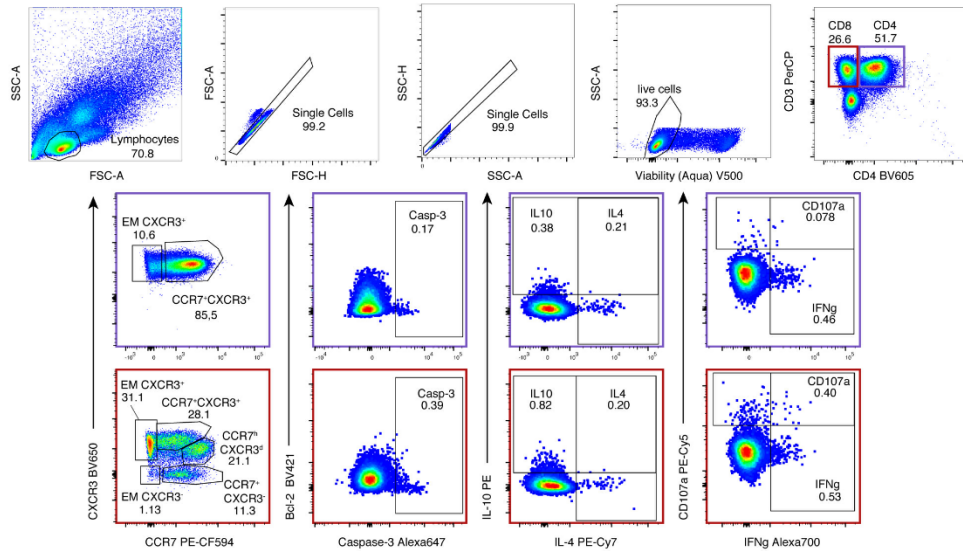 SSC-A
Lymphocytes
70.8
FSC-A
FSC-A
Single Cells
99.2
0
FSC-H
SSC-H
Single Cells
99.9
0
SSC-A
SSC-A
live cells
93.3
0
Viability (Aqua) V500
CD3 PerCP
CD8
26.6
CD4
51.7
CD4 BV605
EM CXCR3⁺
10.6
CCR7⁺CXCR3⁺
85,5
Casp-3
0.17
IL10
0.38
IL4
0.21
CD107a
0.078
IFNg
0.46
EM CXCR3⁺
31.1
CCR7⁺CXCR3⁺
28.1
CCR7ʰⁱ
CXCR3ᵈ
21.1
CCR7⁺
CXCR3⁻
11.3
EM CXCR3⁻
1.13
CXCR3 BV650
CCR7 PE-CF594
Casp-3
0.39
Bcl-2 BV421
Caspase-3 Alexa647
IL10
0.82
IL4
0.20
IL-10 PE
IL-4 PE-Cy7
CD107a
0.40
IFNg
0.53
CD107a PE-Cy5
IFNg Alexa700